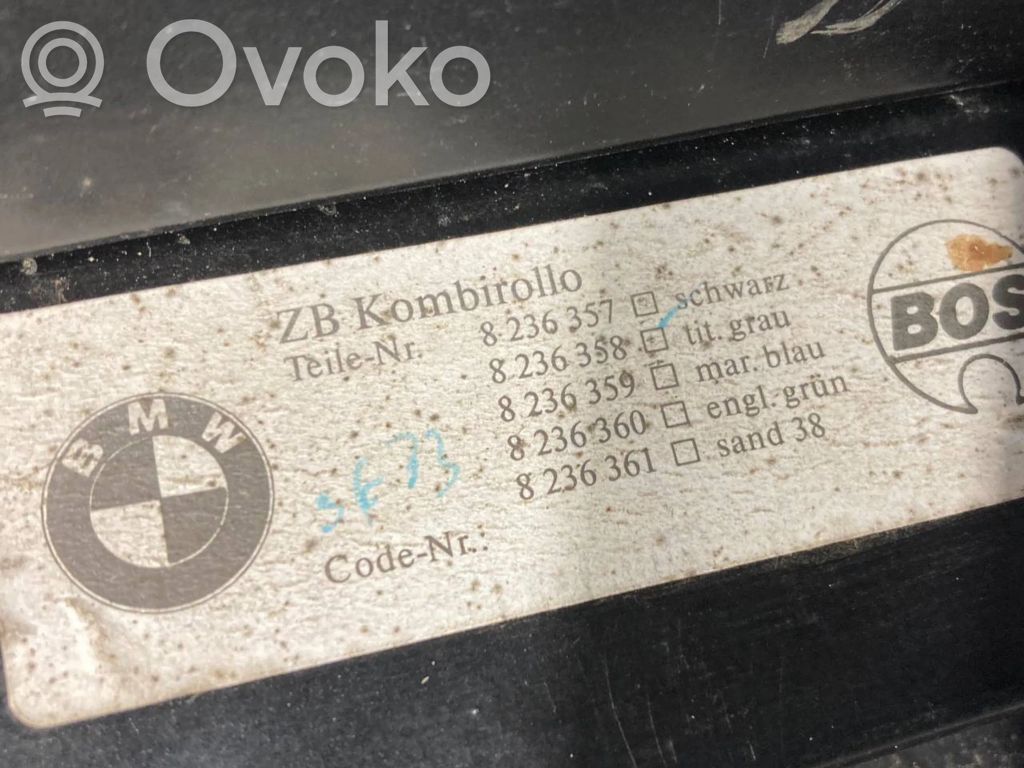 Ovoko
ZB Kombirollo
Teile-Nr. 8 236 357 schwarz
8 236 358 tit. grau
8 236 359 mar. blau
8 236 360 engl. grün
8 236 361 sand 38
Code-Nr.:
BMW
BOS